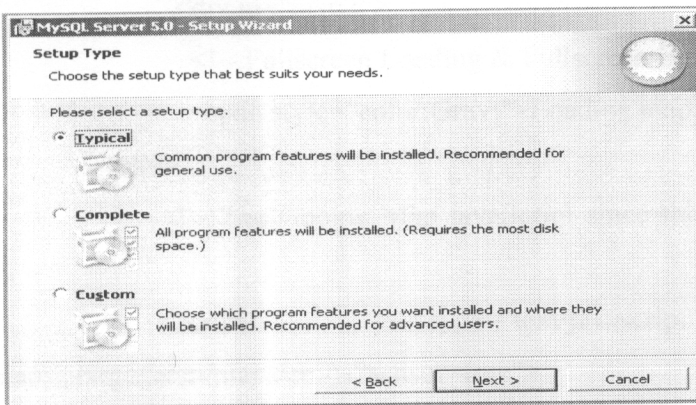 MySQL Server 5.0 - Setup Wizard
Setup Type
Choose the setup type that best suits your needs.
Please select a setup type.
Typical
Common program features will be installed. Recommended for
general use.
Complete
All program features will be installed. (Requires the most disk
space.)
Custom
Choose which program features you want installed and where they
will be installed. Recommended for advanced users.
< Back
Next >
Cancel